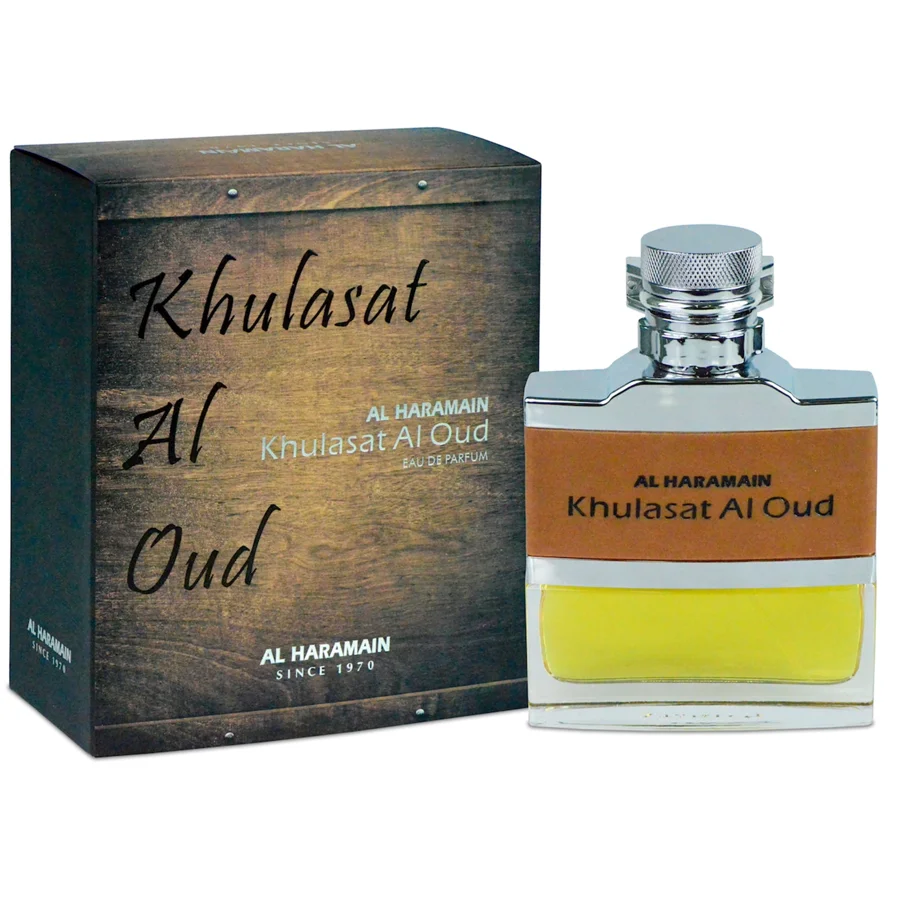 AL HARAMAIN
Khulasat
Al
Oud
AL HARAMAIN
Khulasat Al Oud
EAU DE PARFUM
AL HARAMAIN
SINCE 1970
AL HARAMAIN
SINCE 1970
AL HARAMAIN
Khulasat Al Oud